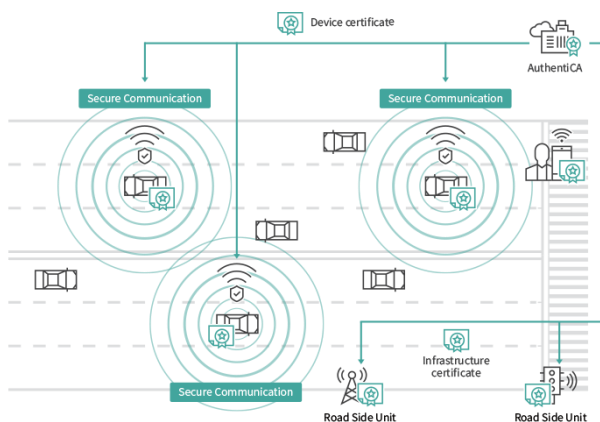 Device certificate
AuthentiCA
Secure Communication
Secure Communication
Secure Communication
Infrastructure
certificate
Road Side Unit
Road Side Unit